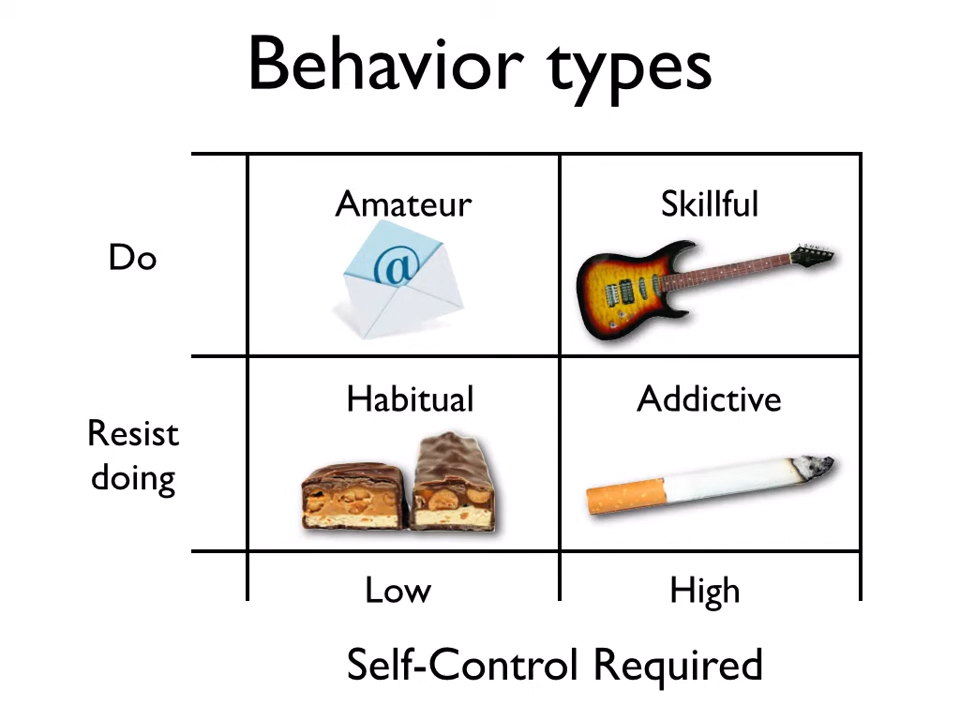 Behavior types
Amateur
Skillful
Do
@
Habitual
Addictive
Resist
doing
Low
High
Self-Control Required